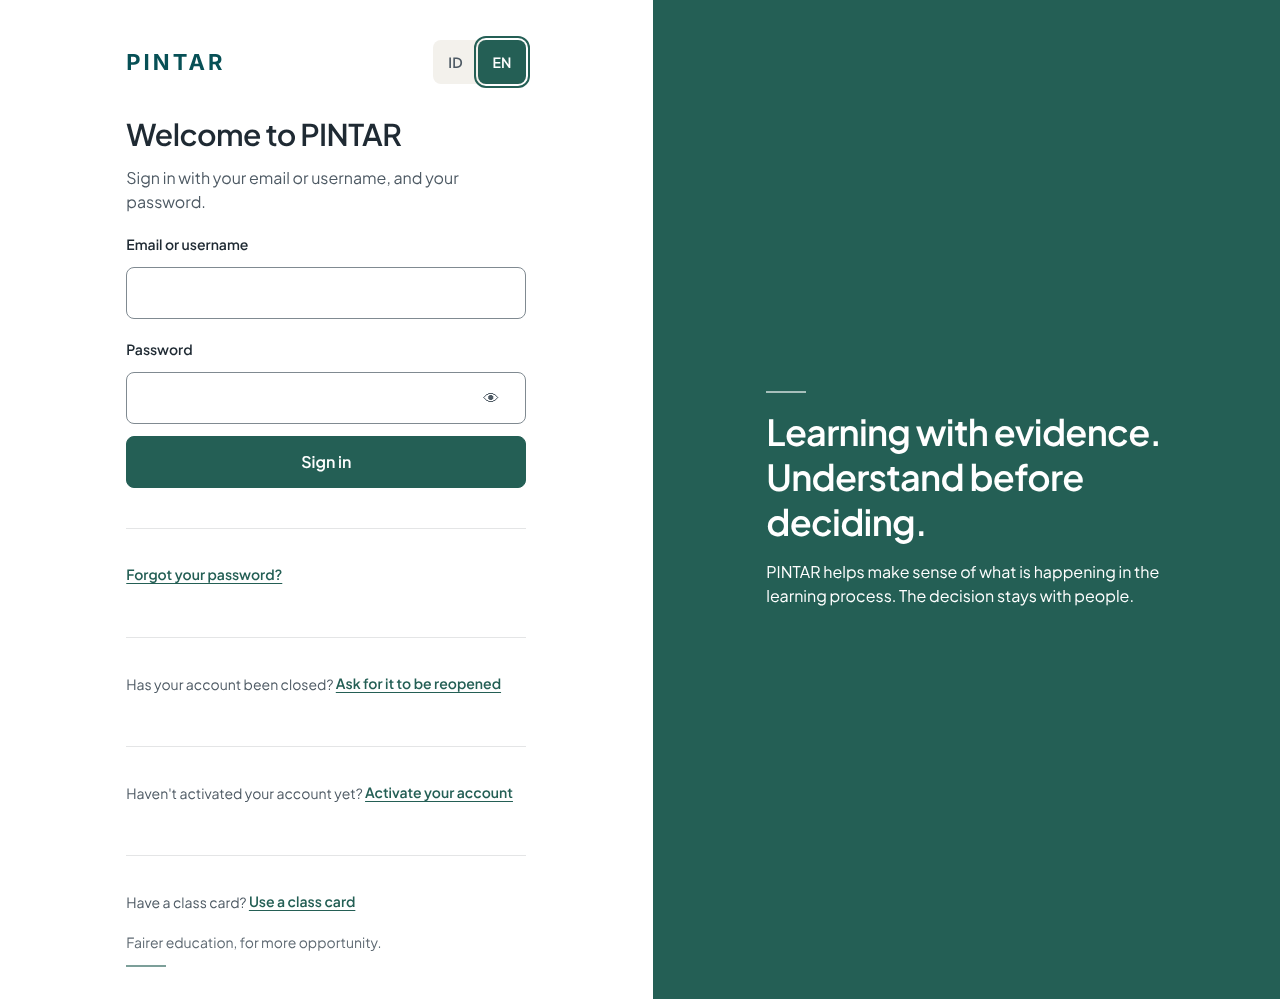 PINTAR
ID
EN
Welcome to PINTAR
Sign in with your email or username, and your
password.
Email or username
Password
Sign in
Forgot your password?
Has your account been closed? Ask for it to be reopened
Haven't activated your account yet? Activate your account
Have a class card? Use a class card
Fairer education, for more opportunity.
Learning with evidence.
Understand before
deciding.
PINTAR helps make sense of what is happening in the
learning process. The decision stays with people.